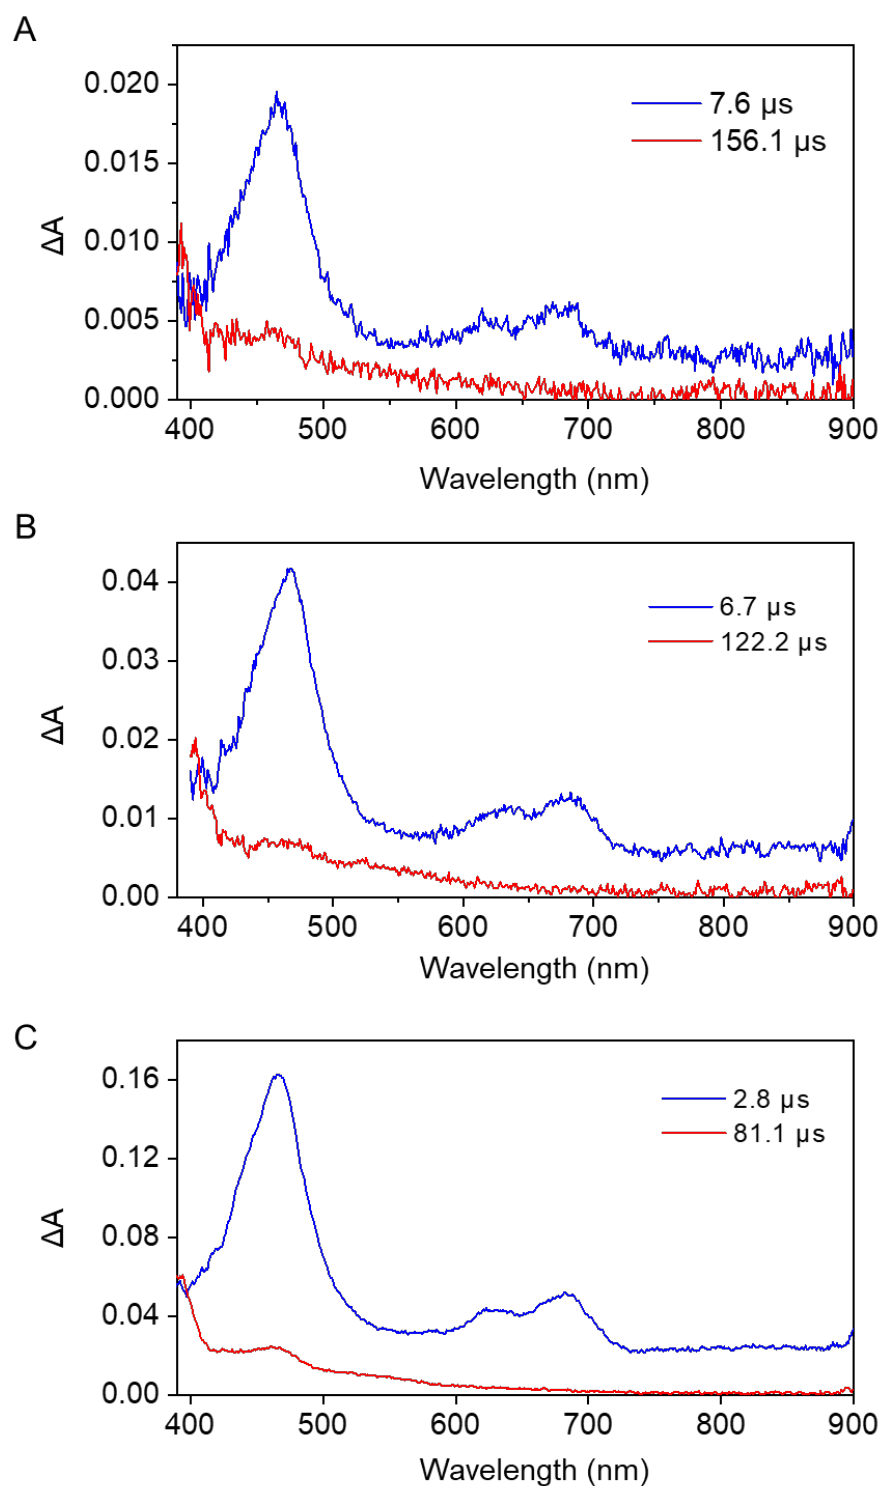 A
0.020
0.015
0.010
0.005
0.000
ΔA
7.6 µs
156.1 µs
400 500 600 700 800 900
Wavelength (nm)
B
0.04
0.03
0.02
0.01
0.00
ΔA
6.7 µs
122.2 µs
400 500 600 700 800 900
Wavelength (nm)
C
0.16
0.12
0.08
0.04
0.00
ΔA
2.8 µs
81.1 µs
400 500 600 700 800 900
Wavelength (nm)